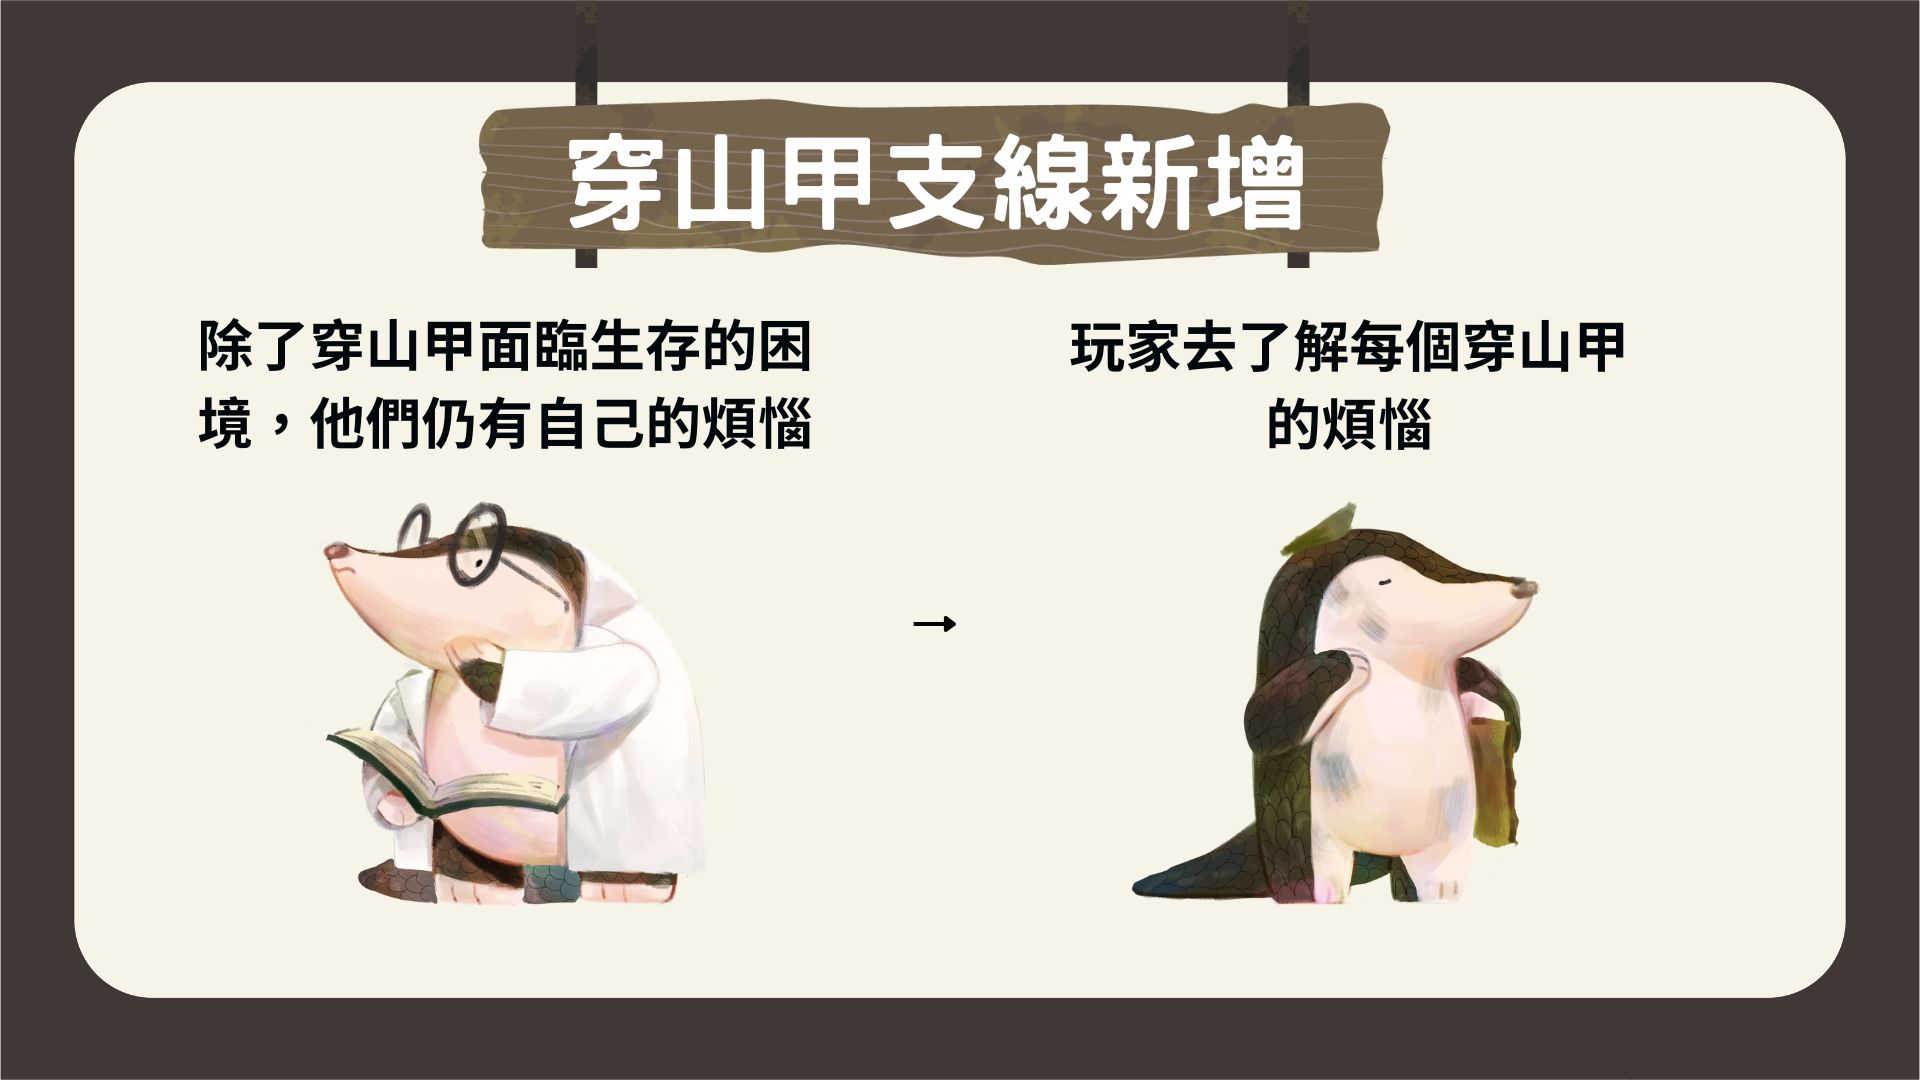 穿山甲支線新增
除了穿山甲面臨生存的困
境，他們仍有自己的煩惱
玩家去了解每個穿山甲
的煩惱
→